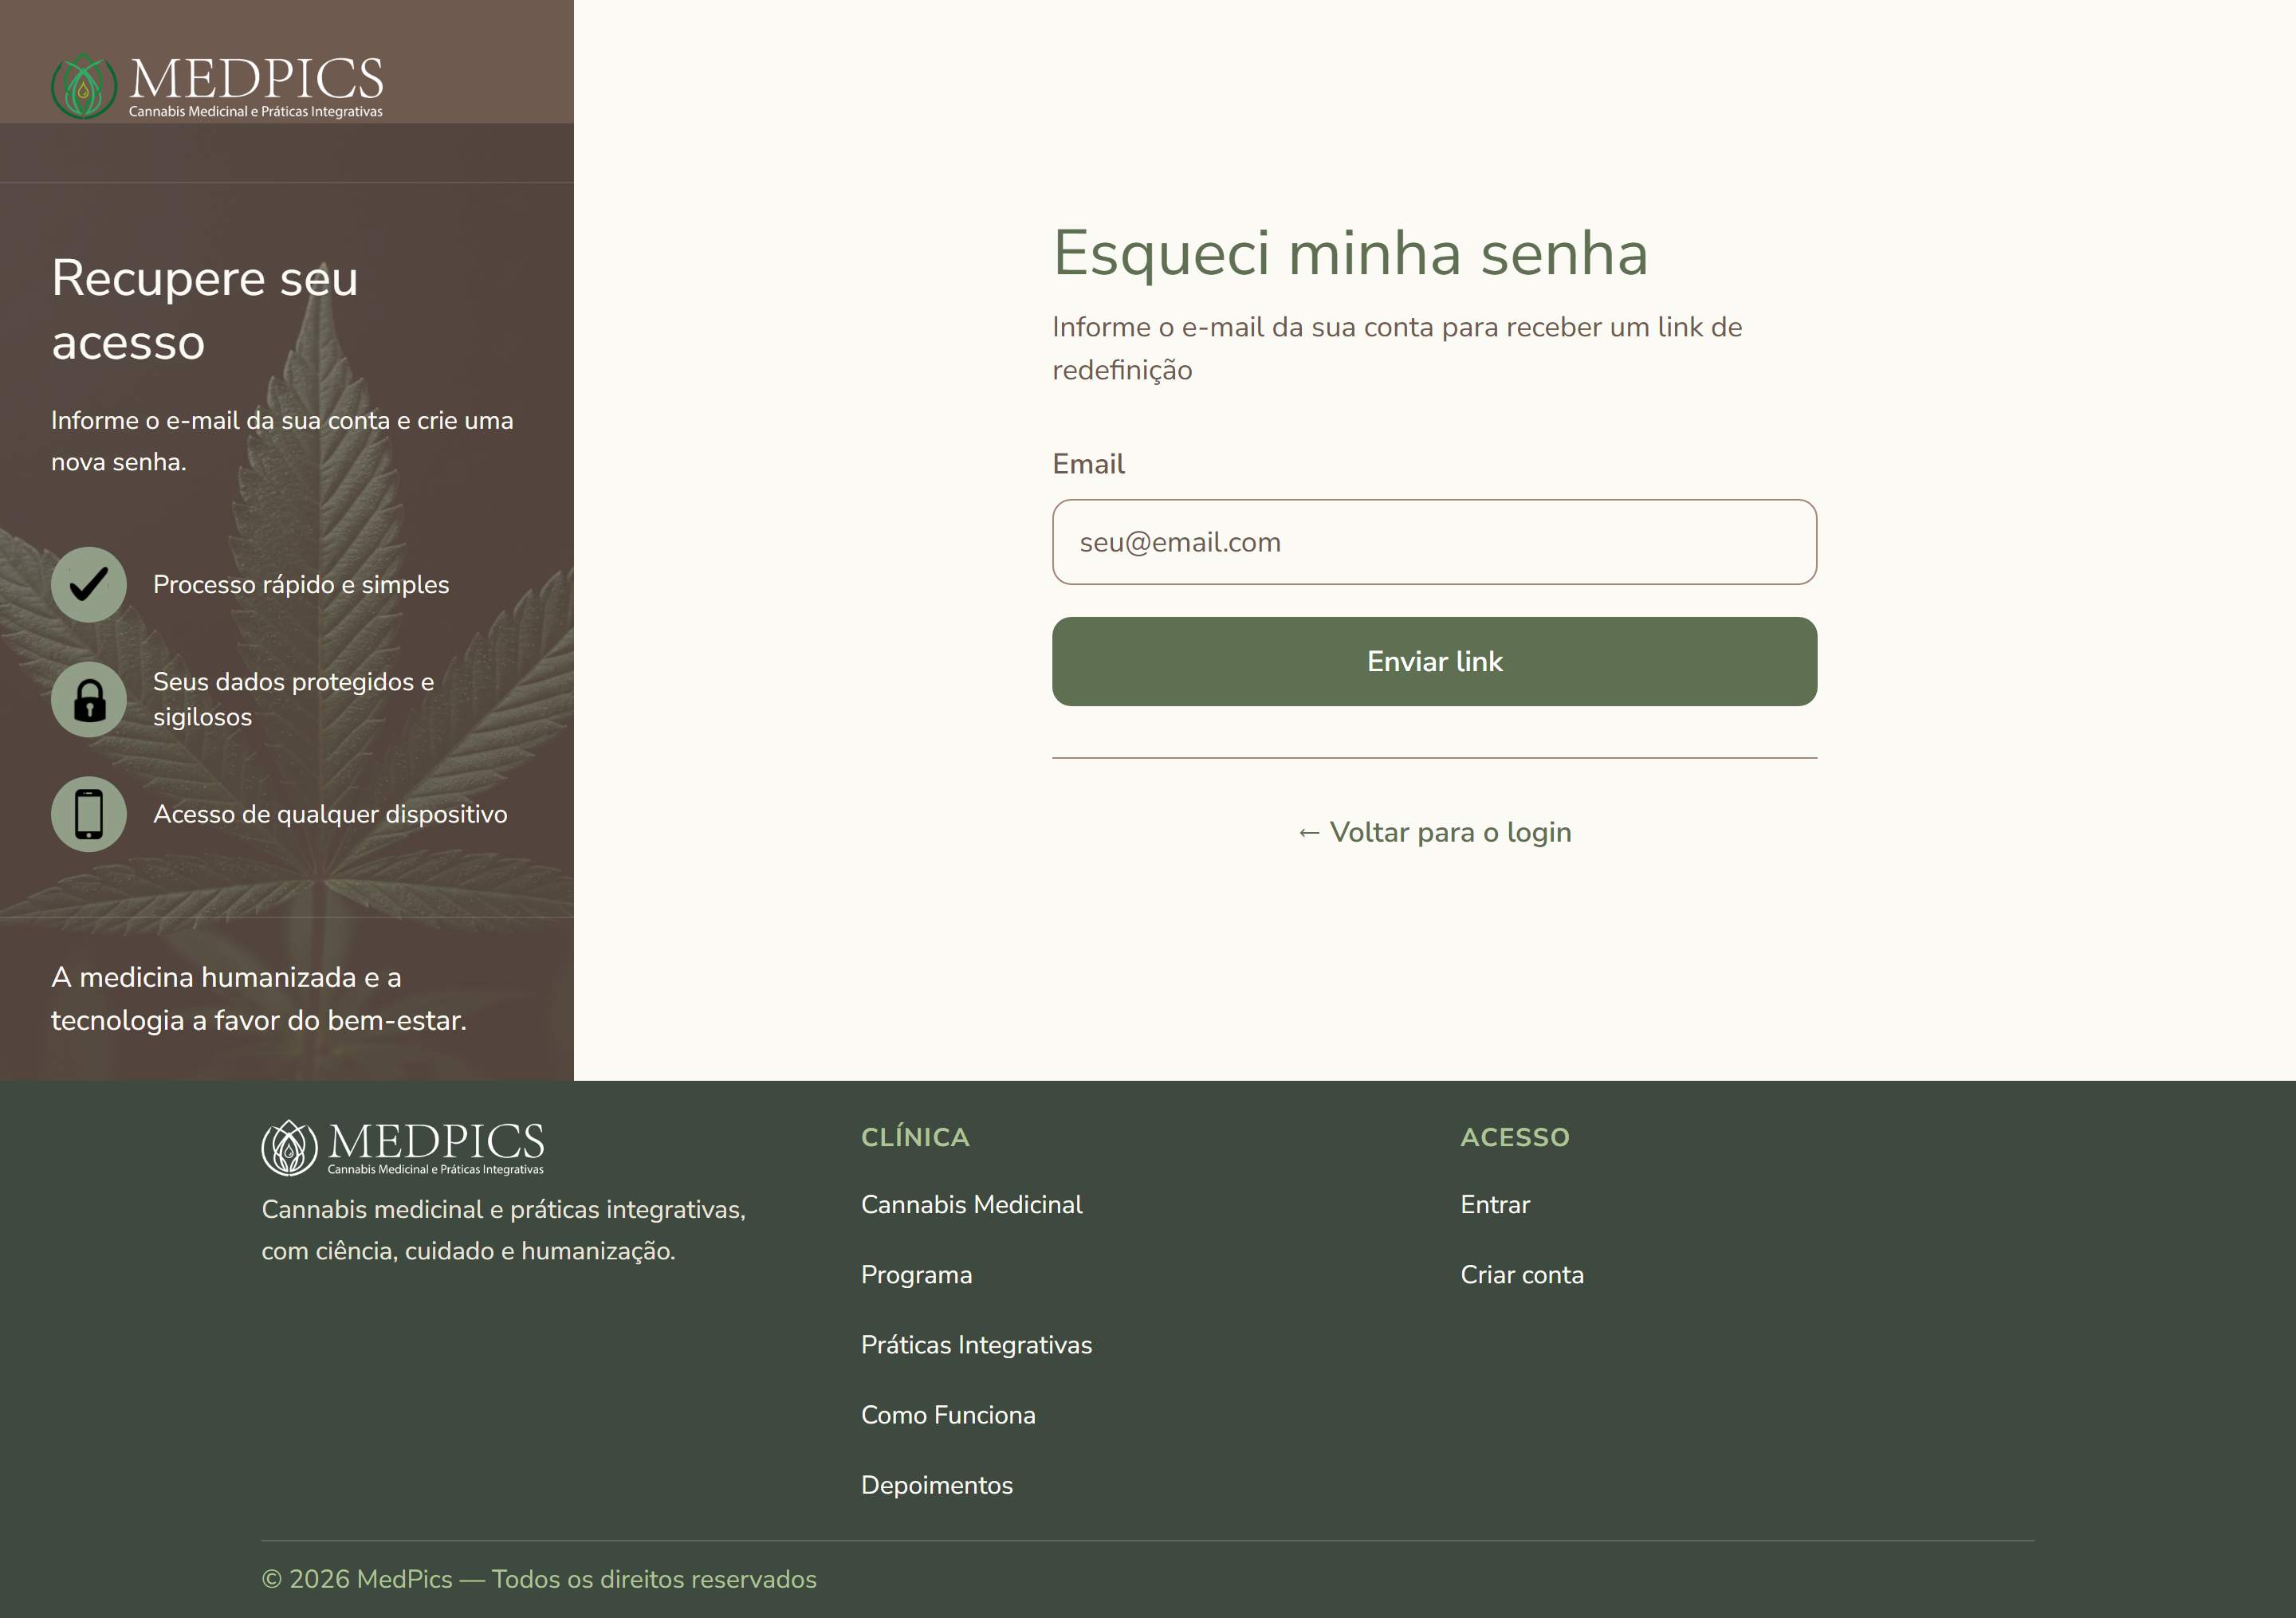 MEDPICS
Cannabis Medicinal e Práticas Integrativas
Recupere seu
acesso
Informe o e-mail da sua conta e crie uma
nova senha.
Processo rápido e simples
Seus dados protegidos e
sigilosos
Acesso de qualquer dispositivo
A medicina humanizada e a
tecnologia a favor do bem-estar.
Esqueci minha senha
Informe o e-mail da sua conta para receber um link de
redefinição
Email
seu@email.com
Enviar link
← Voltar para o login
MEDPICS
Cannabis Medicinal e Práticas Integrativas
Cannabis medicinal e práticas integrativas,
com ciência, cuidado e humanização.
CLÍNICA
Cannabis Medicinal
Programa
Práticas Integrativas
Como Funciona
Depoimentos
ACESSO
Entrar
Criar conta
© 2026 MedPics — Todos os direitos reservados